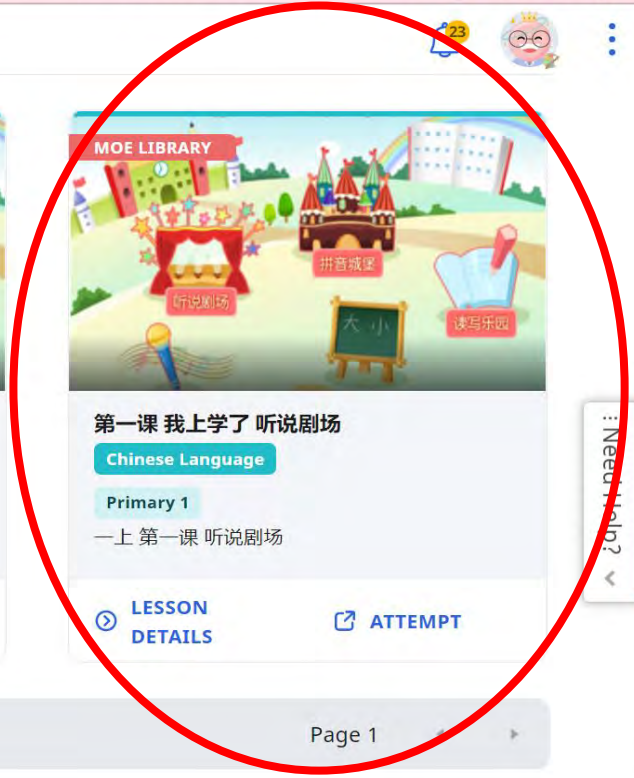 23
MOE LIBRARY
拼音城堡
听说剧场
大小
读写乐园
第一课 我上学了 听说剧场
Chinese Language
Primary 1
一上 第一课 听说剧场
Need Help?
LESSON
DETAILS
ATTEMPT
Page 1